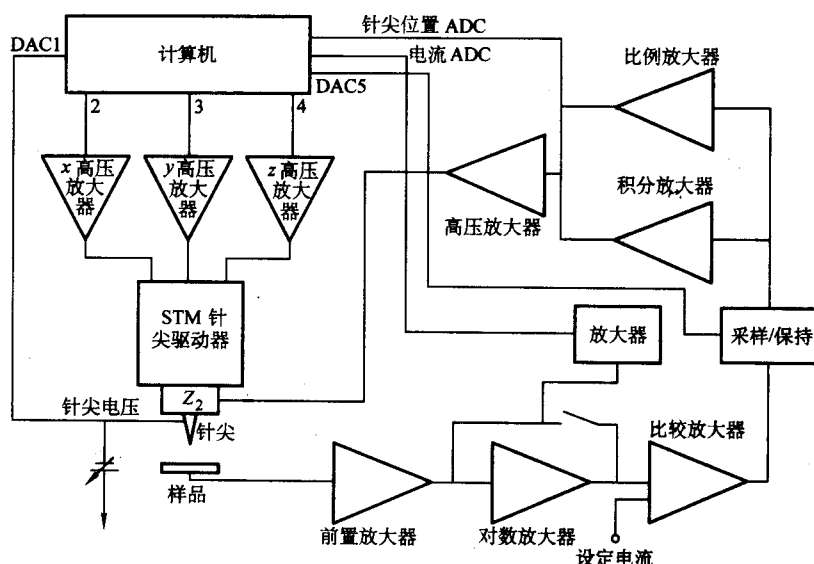 针尖位置 ADC
DAC1
计算机
电流 ADC
比例放大器
DAC5
2
3
4
x 高压
放大
器
y 高压
放大
器
z 高压
放大
器
积分放大器
高压放大器
STM 针
尖驱动器
放大器
采样/保持
Z₂
针尖电压
针尖
比较放大器
样品
前置放大器
对数放大器
设定电流